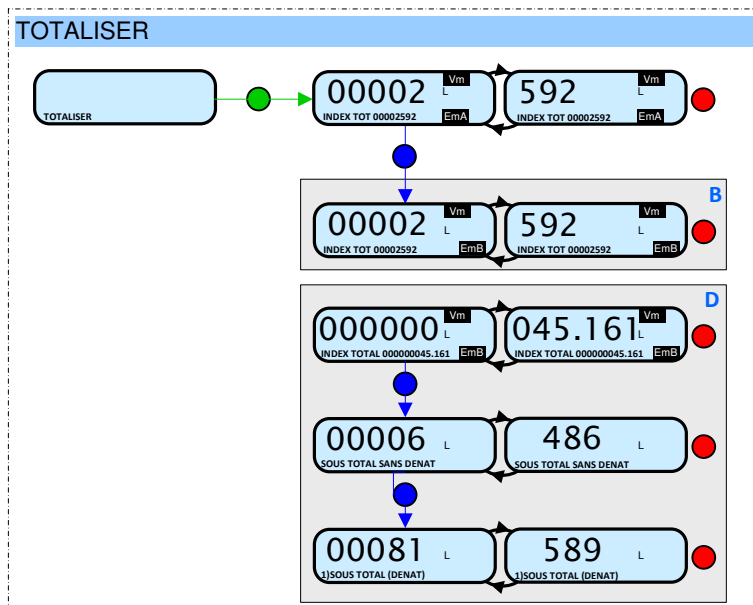 TOTALISER
TOTALISER
00002 L Vm
INDEX TOT 00002592 EmA
592 L Vm
INDEX TOT 00002592 EmA
B
00002 L Vm
INDEX TOT 00002592 EmB
592 L Vm
INDEX TOT 00002592 EmB
D
000000 L Vm
INDEX TOTAL 000000045.161 EmB
045.161 L Vm
INDEX TOTAL 000000045.161 EmB
00006 L
SOUS TOTAL SANS DENAT
486 L
SOUS TOTAL SANS DENAT
00081 L
1)SOUS TOTAL (DENAT)
589 L
1)SOUS TOTAL (DENAT)